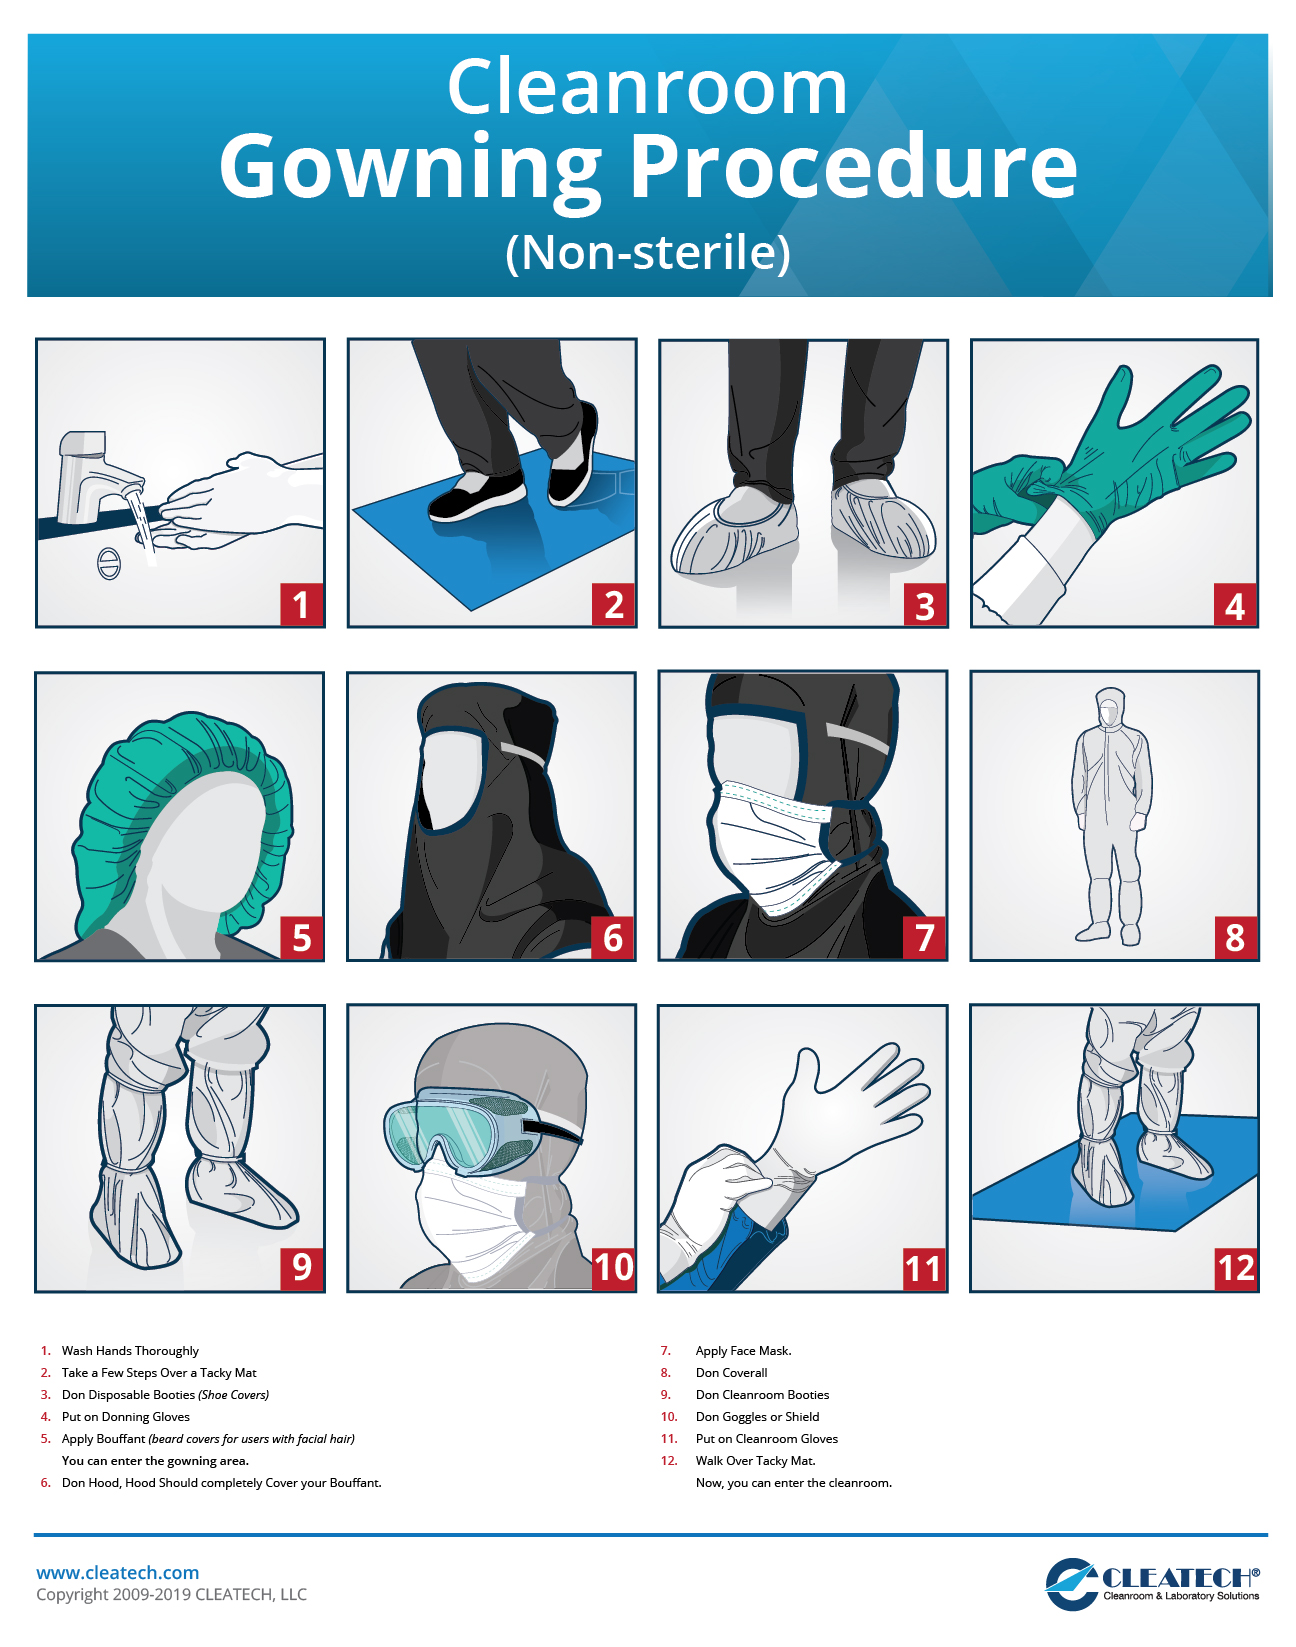 Cleanroom
Gowning Procedure
(Non-sterile)
1
2
3
4
5
6
7
8
9
10
11
12
1. Wash Hands Thoroughly
2. Take a Few Steps Over a Tacky Mat
3. Don Disposable Booties (Shoe Covers)
4. Put on Donning Gloves
5. Apply Bouffant (beard covers for users with facial hair)
You can enter the gowning area.
6. Don Hood, Hood Should completely Cover your Bouffant.
7. Apply Face Mask.
8. Don Coverall
9. Don Cleanroom Booties
10. Don Goggles or Shield
11. Put on Cleanroom Gloves
12. Walk Over Tacky Mat.
Now, you can enter the cleanroom.
www.cleatech.com
Copyright 2009-2019 CLEATECH, LLC
CLEATECH®
Cleanroom & Laboratory Solutions